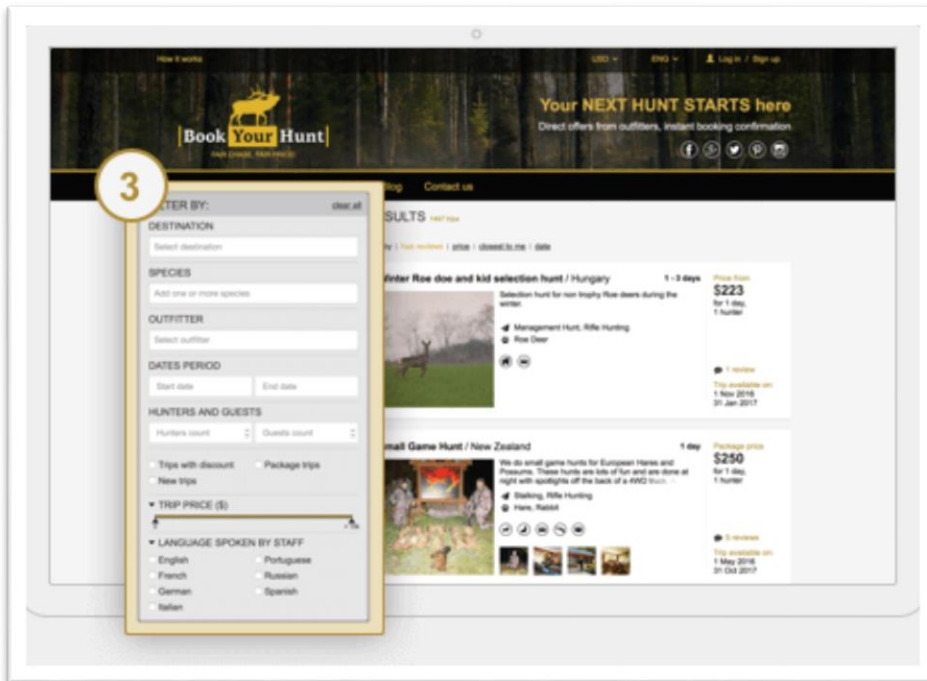 How it works
USD
ENG
Log in / Sign up
Book Your Hunt
FAIR CHASE. FAIR PRICE!
Your NEXT HUNT STARTS here
Direct offers from outfitters, instant booking confirmation
Blog
Contact us
3
FILTER BY:
clear all
DESTINATION
Select destination
SPECIES
Add one or more species
OUTFITTER
Select outfitter
DATES PERIOD
Start date
End date
HUNTERS AND GUESTS
Hunters count
Guests count
Trips with discount
Package trips
New trips
TRIP PRICE ($)
LANGUAGE SPOKEN BY STAFF
English
Portuguese
French
Russian
German
Spanish
Italian
SULTS 1467 trips
has reviews | price | closest to me | date
Winter Roe doe and kid selection hunt / Hungary
1 - 3 days
Selection hunt for non trophy Roe deers during the
winter.
Management Hunt, Rifle Hunting
Roe Deer
Price from
$223
for 1 day,
1 hunter
1 review
Trip available on:
1 Nov 2016
31 Jan 2017
Small Game Hunt / New Zealand
1 day
We do small game hunts for European Hares and
Possums. These hunts are lots of fun and are done at
night with spotlights off the back of a 4WD truck.
Stalking, Rifle Hunting
Hare, Rabbit
Package price
$250
for 1 day,
1 hunter
5 reviews
Trip available on:
1 May 2016
31 Oct 2017